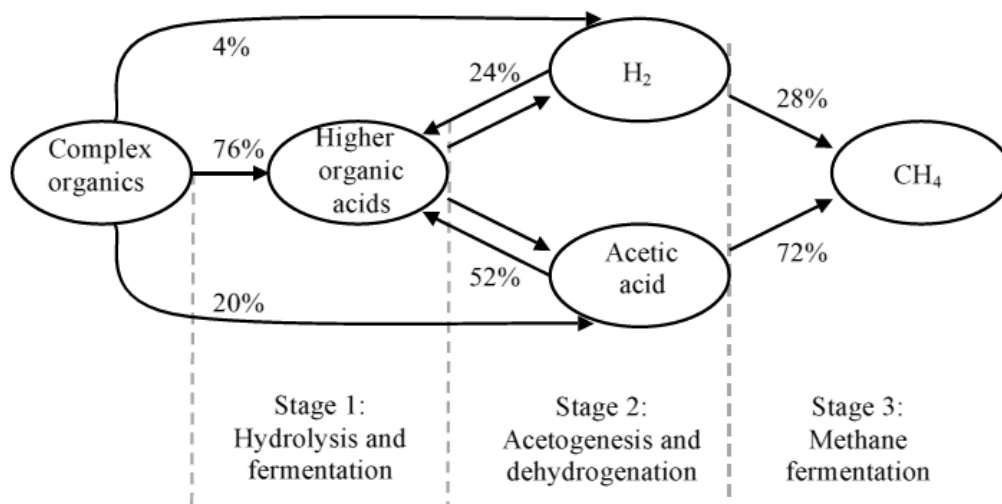 4%
H₂
24%
28%
Complex
organics
76%
Higher
organic
acids
CH₄
Acetic
acid
52%
72%
20%
Stage 1:
Hydrolysis and
fermentation
Stage 2:
Acetogenesis and
dehydrogenation
Stage 3:
Methane
fermentation